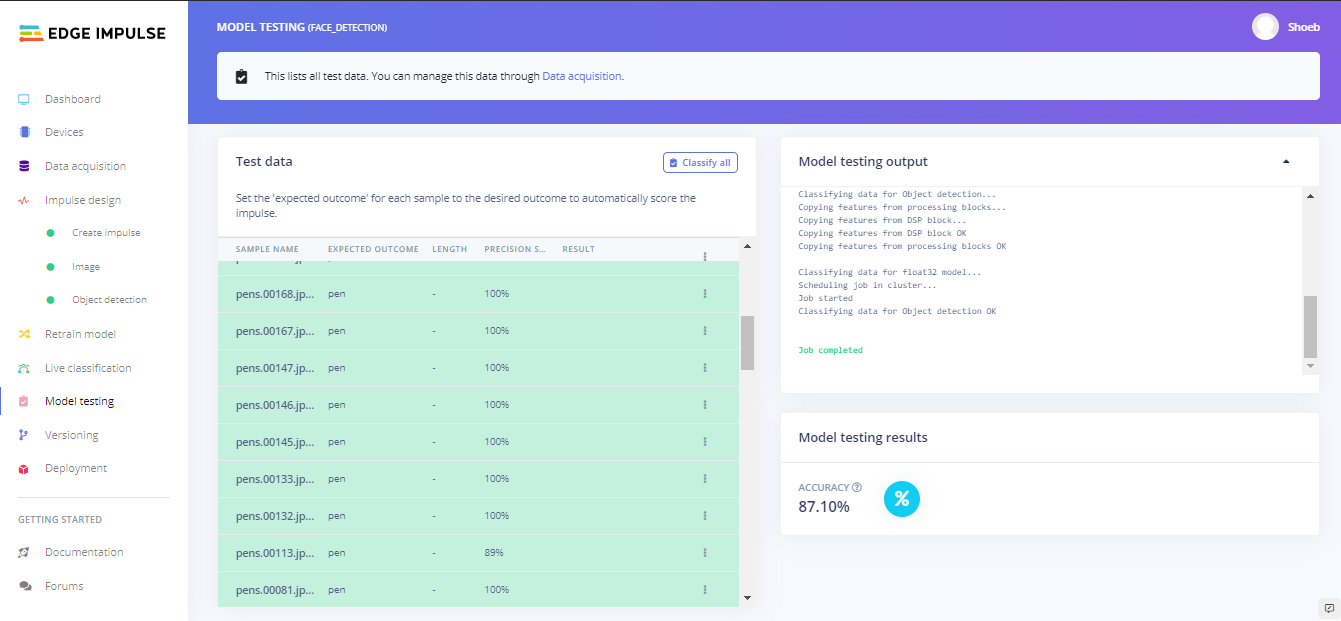 EDGE IMPULSE
Dashboard
Devices
Data acquisition
Impulse design
Create impulse
Image
Object detection
Retrain model
Live classification
Model testing
Versioning
Deployment
GETTING STARTED
Documentation
Forums
MODEL TESTING (FACE_DETECTION)
Shoeb
This lists all test data. You can manage this data through Data acquisition.
Test data
Classify all
Set the 'expected outcome' for each sample to the desired outcome to automatically score the
impulse.
SAMPLE NAME EXPECTED OUTCOME LENGTH PRECISION S... RESULT
pens.00168.jp... pen - 100%
pens.00167.jp... pen - 100%
pens.00147.jp... pen - 100%
pens.00146.jp... pen - 100%
pens.00145.jp... pen - 100%
pens.00133.jp... pen - 100%
pens.00132.jp... pen - 100%
pens.00113.jp... pen - 89%
pens.00081.jp... pen - 100%
Model testing output
Classifying data for Object detection...
Copying features from processing blocks...
Copying features from DSP block...
Copying features from DSP block OK
Copying features from processing blocks OK
Classifying data for float32 model...
Scheduling job in cluster...
Job started
Classifying data for Object detection OK
Job completed
Model testing results
ACCURACY
87.10%
%